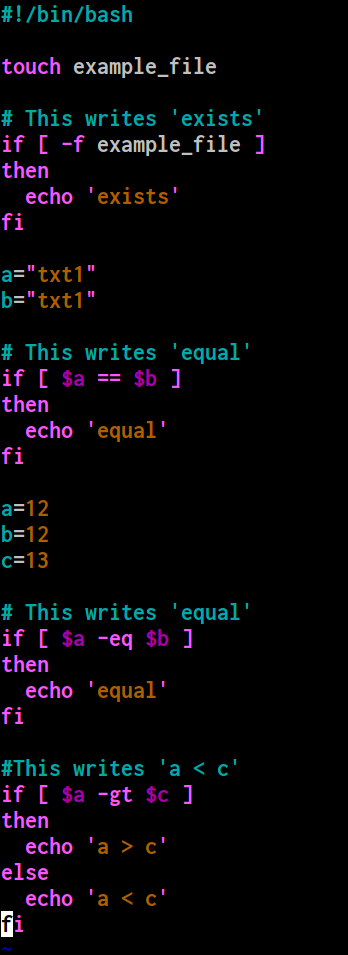 #!/bin/bash

touch example_file

# This writes 'exists'
if [ -f example_file ]
then
  echo 'exists'
fi

a="txt1"
b="txt1"

# This writes 'equal'
if [ $a == $b ]
then
  echo 'equal'
fi

a=12
b=12
c=13

# This writes 'equal'
if [ $a -eq $b ]
then
  echo 'equal'
fi

#This writes 'a < c'
if [ $a -gt $c ]
then
  echo 'a > c'
else
  echo 'a < c'
fi
~